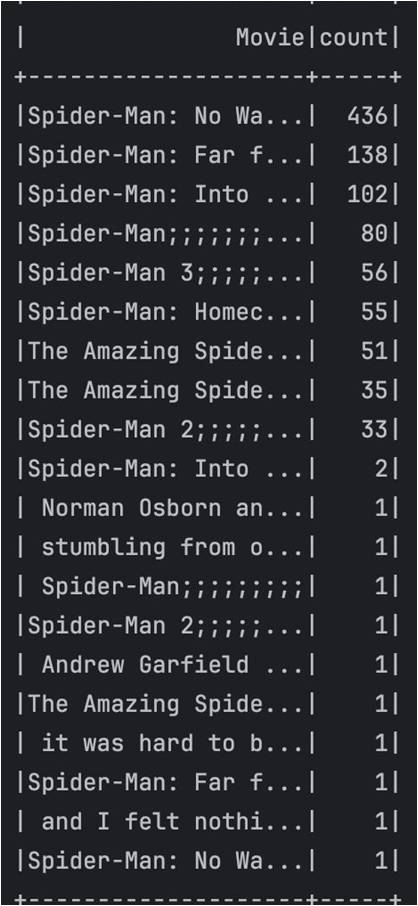 |               Movie|count|
+--------------------+-----+
|Spider-Man: No Wa...|  436|
|Spider-Man: Far f...|  138|
|Spider-Man: Into ...|  102|
|Spider-Man;;;;;;;...|   80|
|Spider-Man 3;;;;;...|   56|
|Spider-Man: Homec...|   55|
|The Amazing Spide...|   51|
|The Amazing Spide...|   35|
|Spider-Man 2;;;;;...|   33|
|Spider-Man: Into ...|    2|
| Norman Osborn an...|    1|
| stumbling from o...|    1|
| Spider-Man;;;;;;;;;|    1|
|Spider-Man 2;;;;;...|    1|
| Andrew Garfield ...|    1|
|The Amazing Spide...|    1|
| it was hard to b...|    1|
|Spider-Man: Far f...|    1|
| and I felt nothi...|    1|
|Spider-Man: No Wa...|    1|
+--------------------+-----+